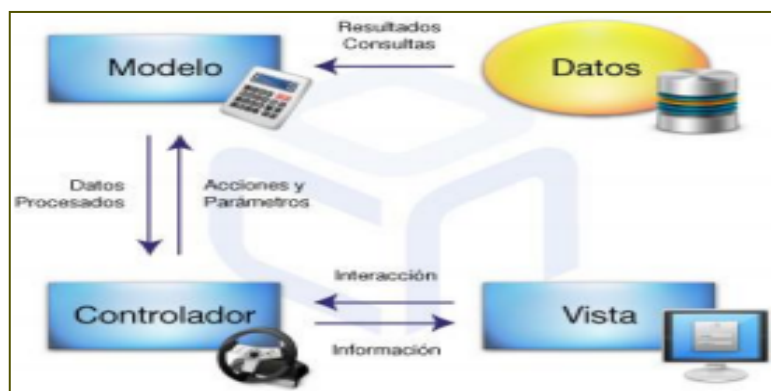 Resultados
Consultas
Modelo
Datos
Datos
Procesados
Acciones y
Parámetros
Interacción
Controlador
Vista
Información